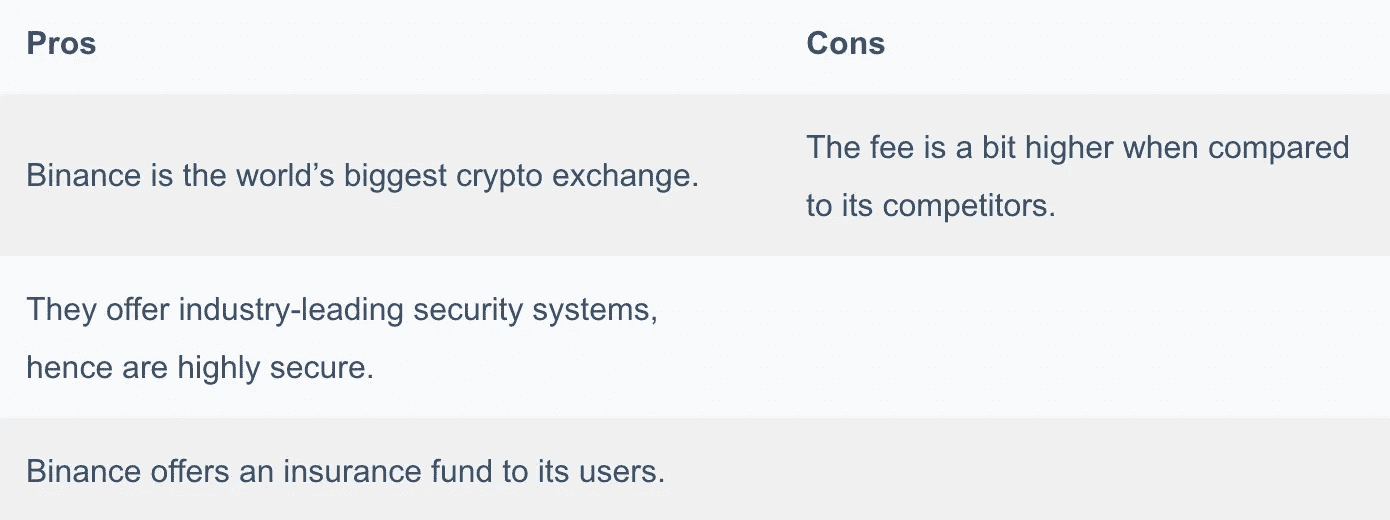 Pros
Cons
Binance is the world’s biggest crypto exchange.
The fee is a bit higher when compared
to its competitors.
They offer industry-leading security systems,
hence are highly secure.
Binance offers an insurance fund to its users.